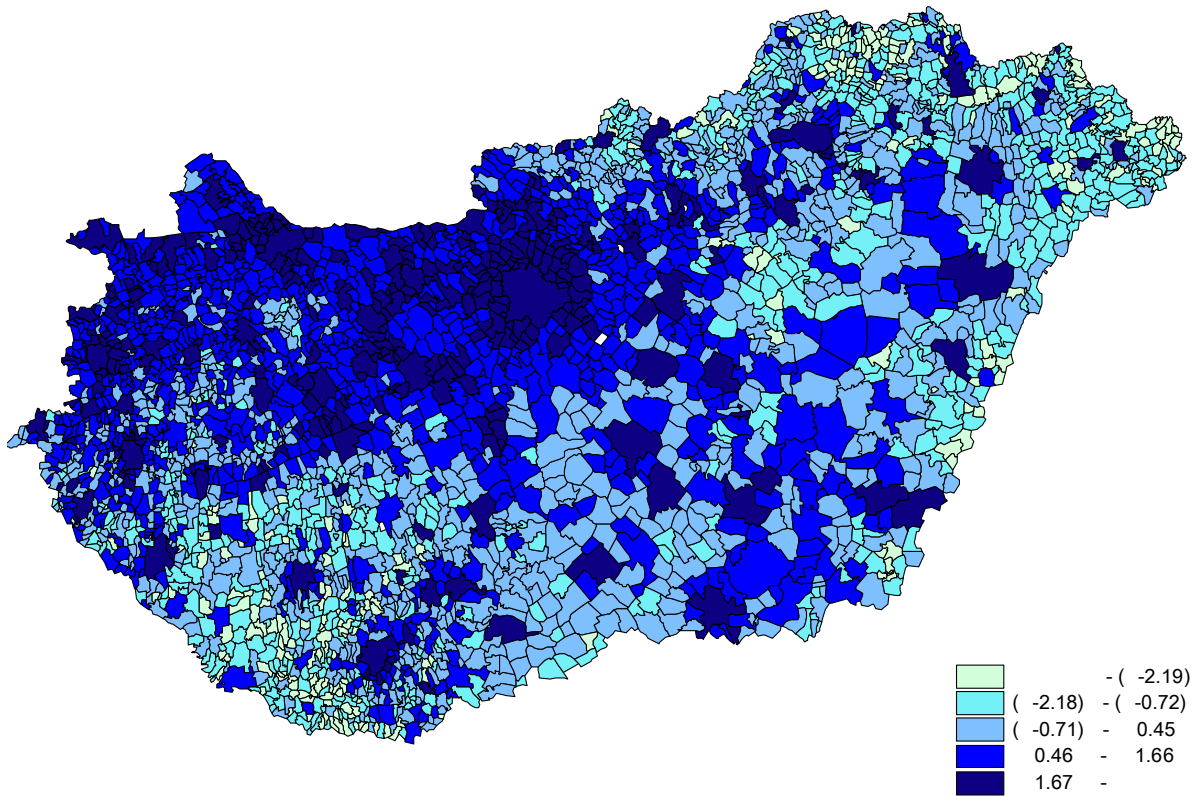 - ( -2.19)
( -2.18) - ( -0.72)
( -0.71) - 0.45
0.46 - 1.66
1.67 -